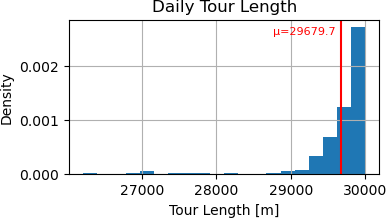 Daily Tour Length
μ=29679.7
Density
0.002
0.001
0.000
27000 28000 29000 30000
Tour Length [m]